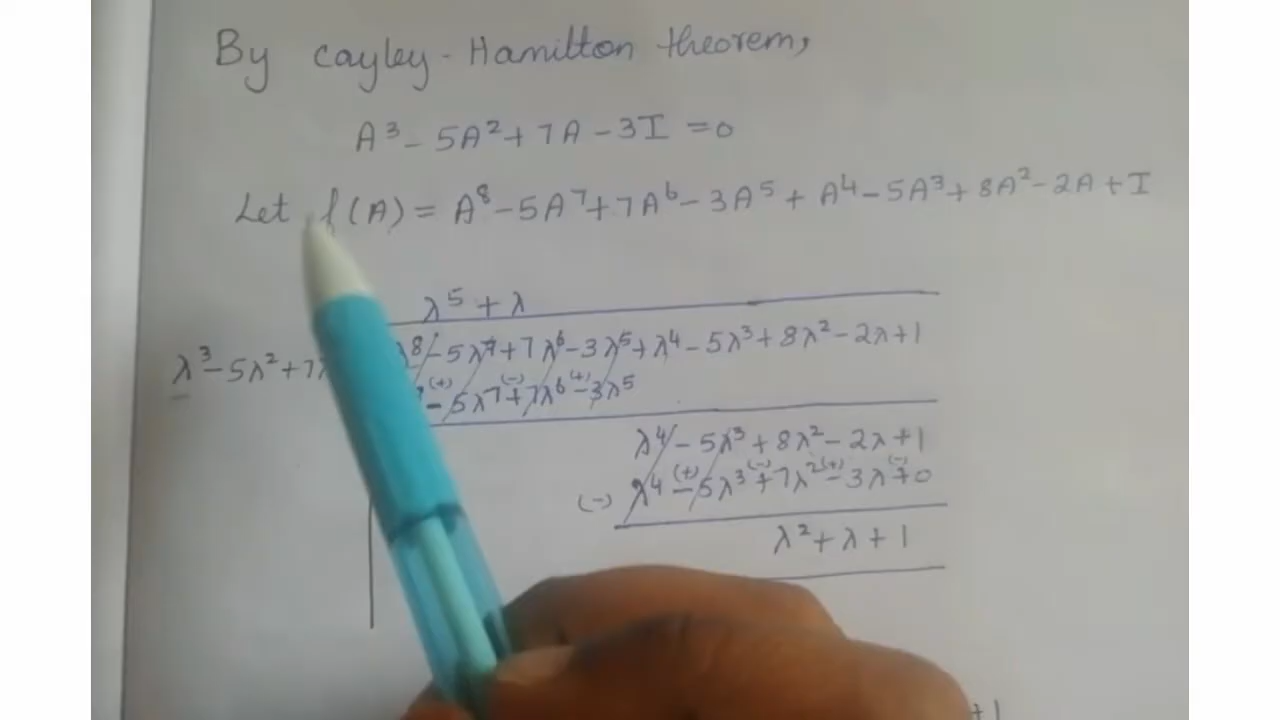 By Cayley-Hamilton theorem,
A³ - 5A² + 7A - 3I = 0
Let f(A) = A⁸ - 5A⁷ + 7A⁶ - 3A⁵ + A⁴ - 5A³ + 8A² - 2A + I
λ⁵ + λ
λ³ - 5λ² + 7λ λ⁸ - 5λ⁷ + 7λ⁶ - 3λ⁵ + λ⁴ - 5λ³ + 8λ² - 2λ + 1
(+) (-) (+)
- 5λ⁷ + 7λ⁶ - 3λ⁵
λ⁴ - 5λ³ + 8λ² - 2λ + 1
(+) (-) (+) (-)
(-) λ⁴ - 5λ³ + 7λ² - 3λ + 0
λ² + λ + 1
+1